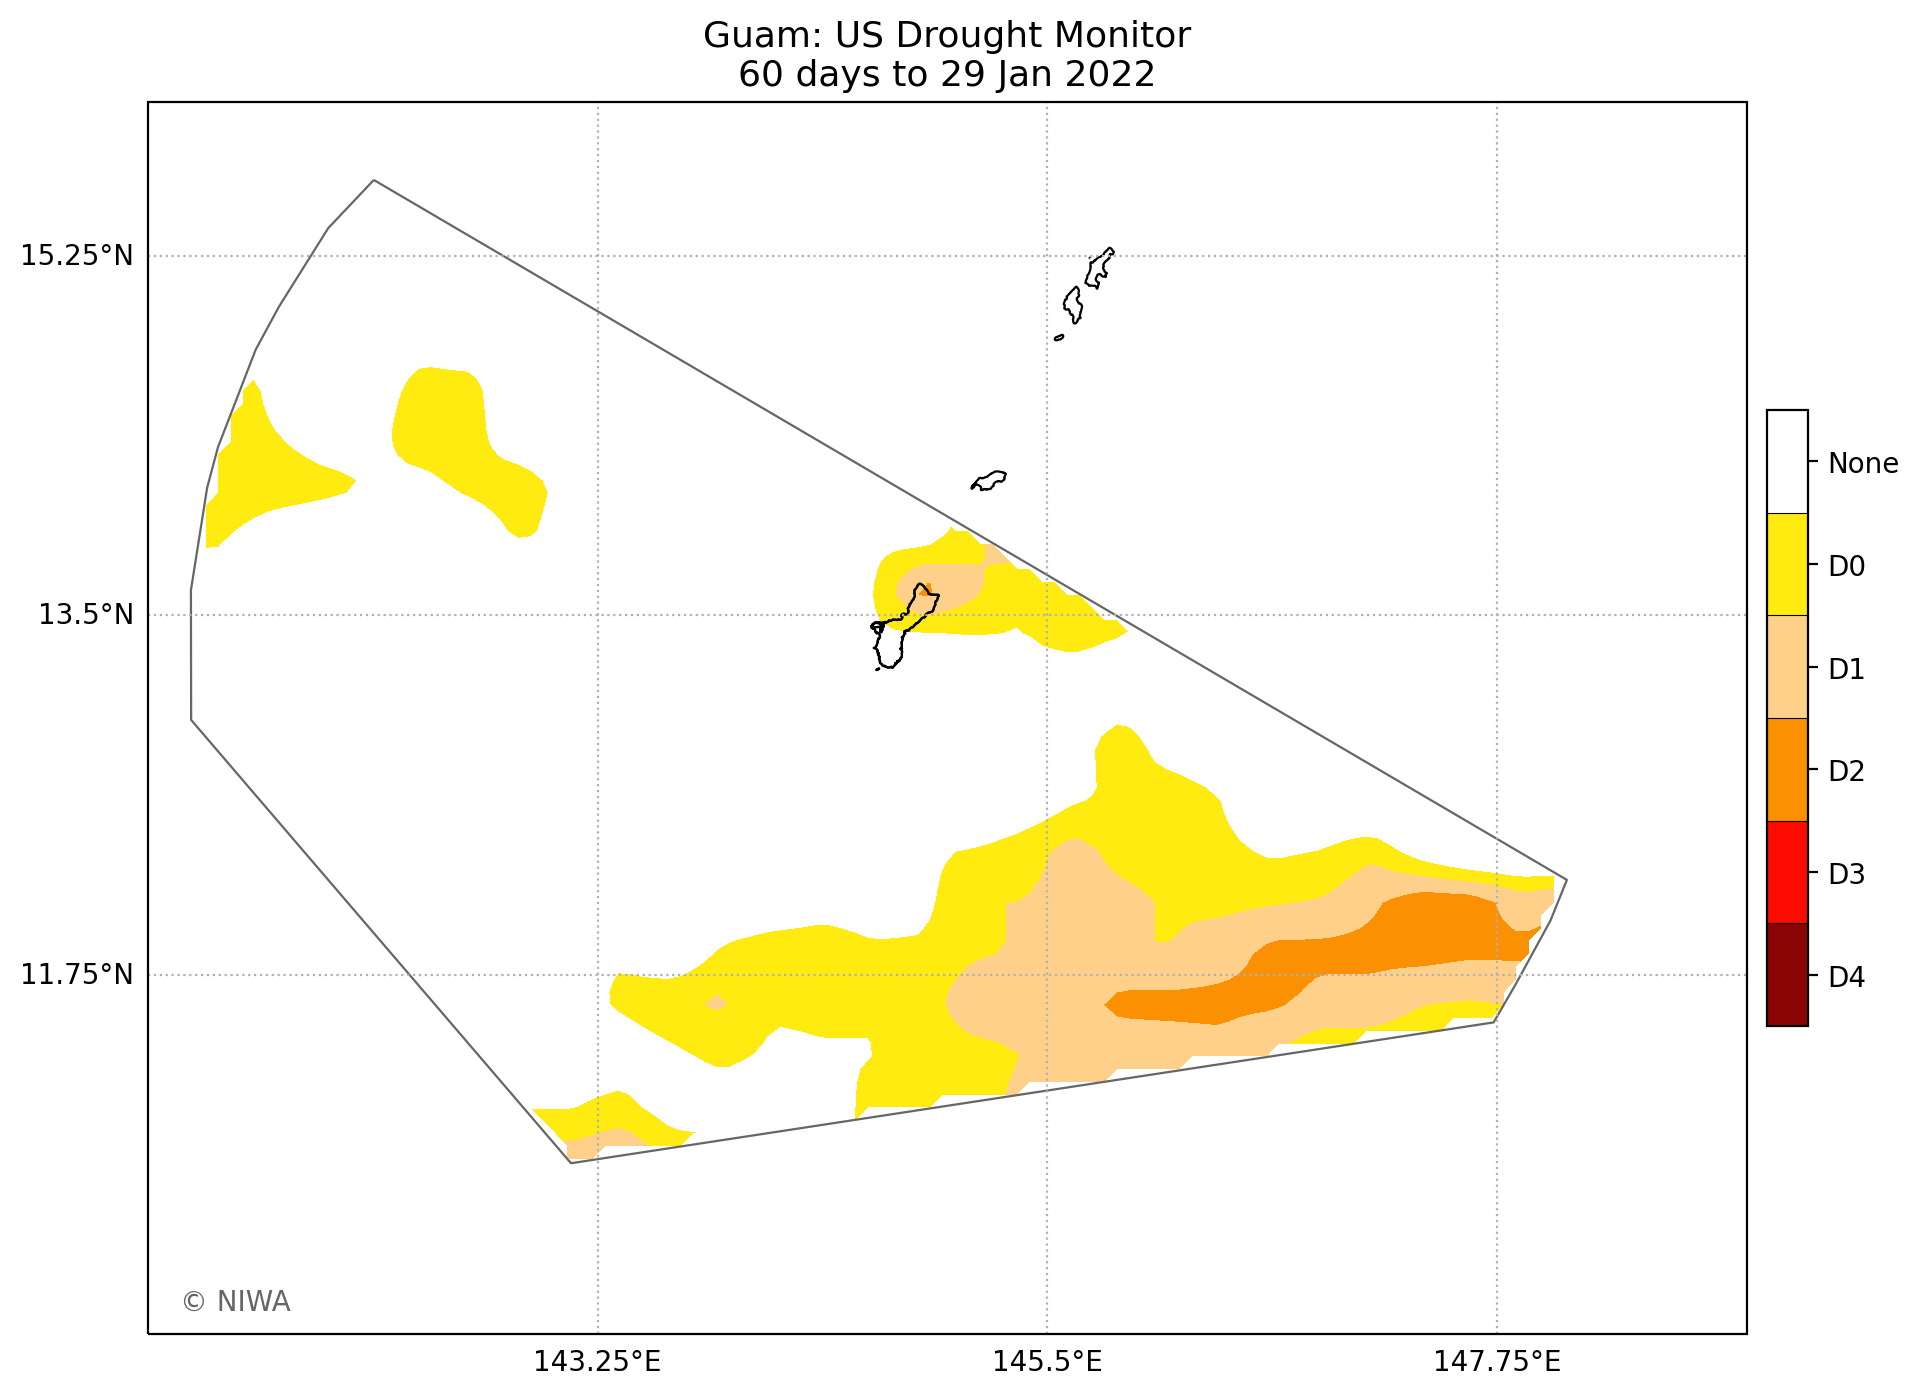 Guam: US Drought Monitor
60 days to 29 Jan 2022
15.25°N
13.5°N
11.75°N
143.25°E
145.5°E
147.75°E
None
D0
D1
D2
D3
D4
© NIWA